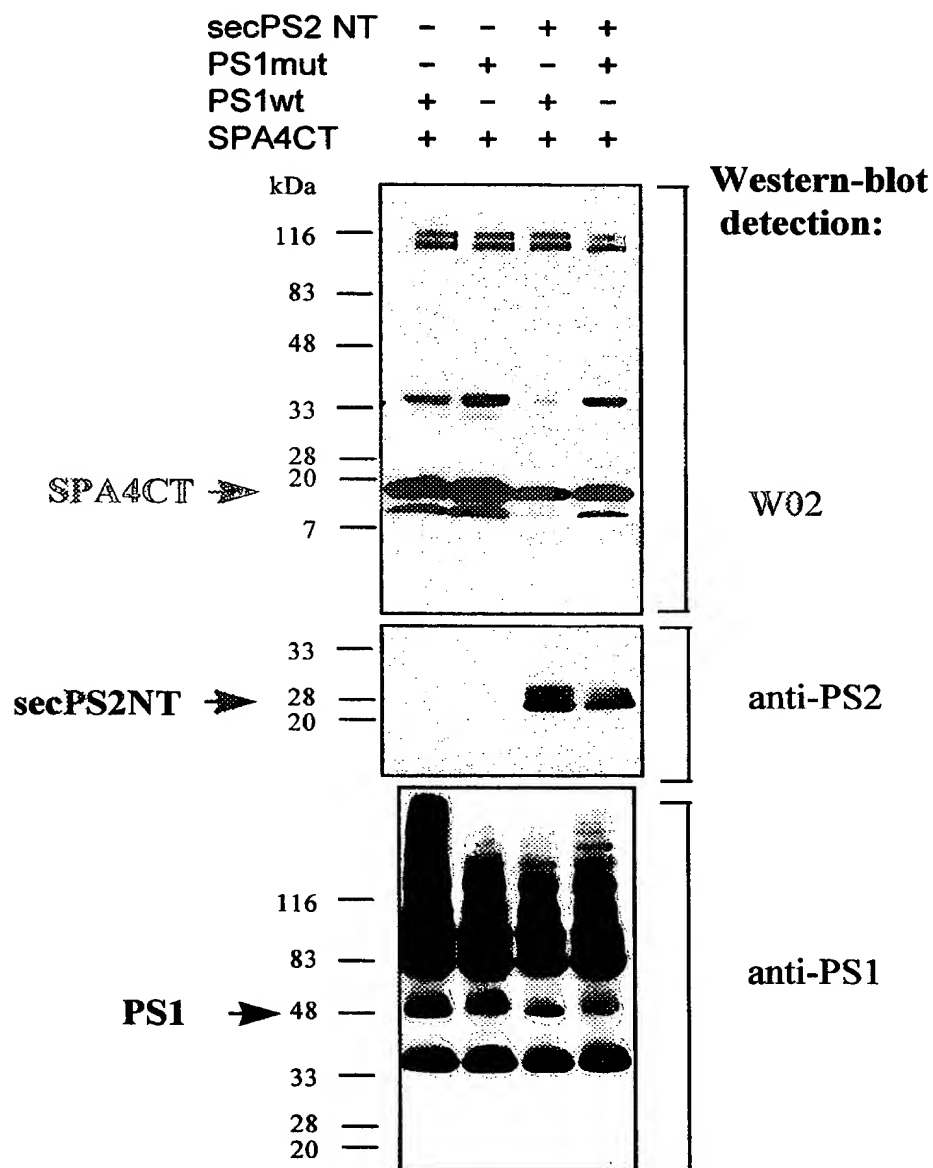 secPS2 NT - - + +
PS1mut - + - +
PS1wt + - + -
SPA4CT + + + +
kDa
Western-blot
detection:
116
83
48
33
28
20
SPA4CT
7
W02
33
secPS2NT
28
20
anti-PS2
116
83
anti-PS1
PS1
48
33
28
20